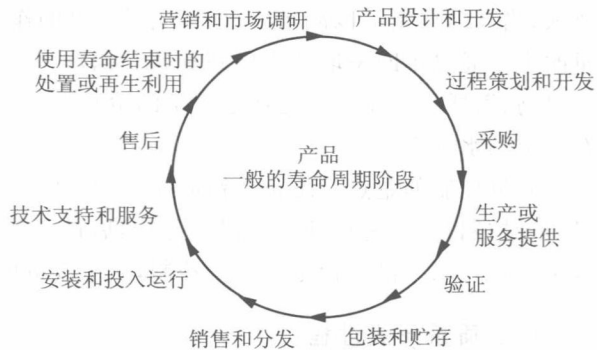 营销和市场调研
产品设计和开发
过程策划和开发
采购
生产或
服务提供
验证
包装和贮存
销售和分发
安装和投入运行
技术支持和服务
售后
使用寿命结束时的
处置或再生利用
产品
一般的寿命周期阶段